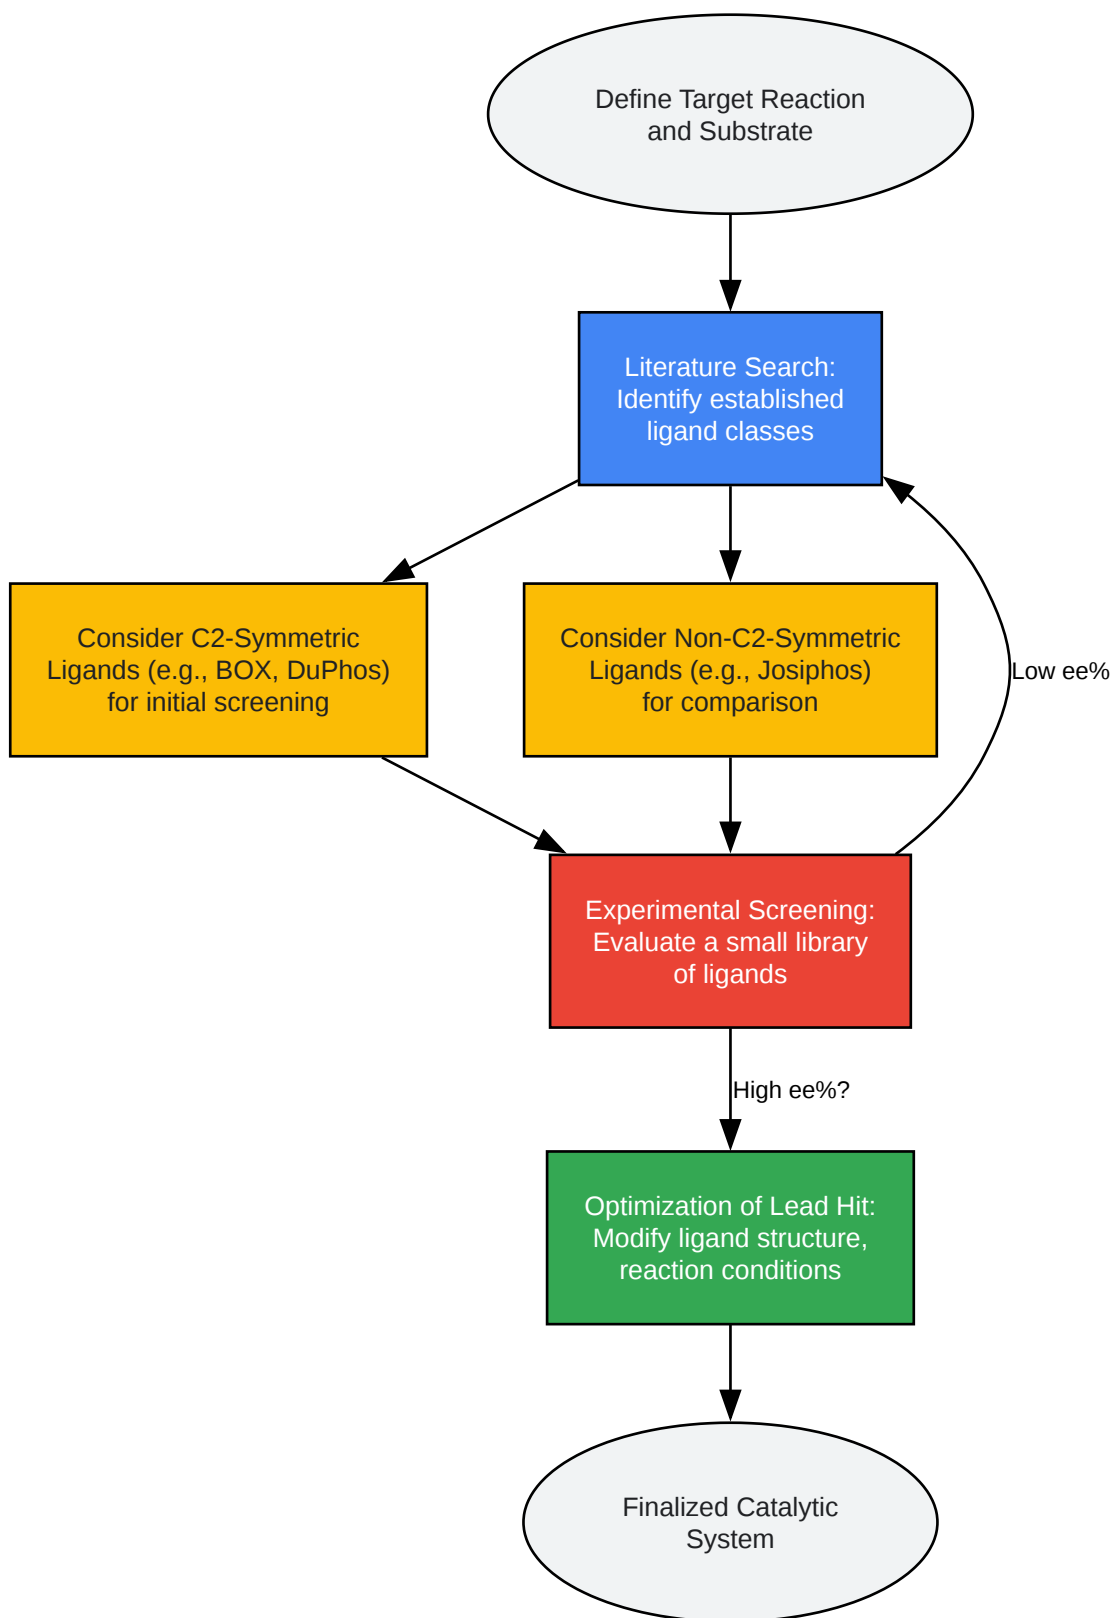 Define Target Reaction
and Substrate
Literature Search:
Identify established
ligand classes
Consider C2-Symmetric
Ligands (e.g., BOX, DuPhos)
for initial screening
Consider Non-C2-Symmetric
Ligands (e.g., Josiphos)
for comparison
Low ee%
Experimental Screening:
Evaluate a small library
of ligands
High ee%?
Optimization of Lead Hit:
Modify ligand structure,
reaction conditions
Finalized Catalytic
System